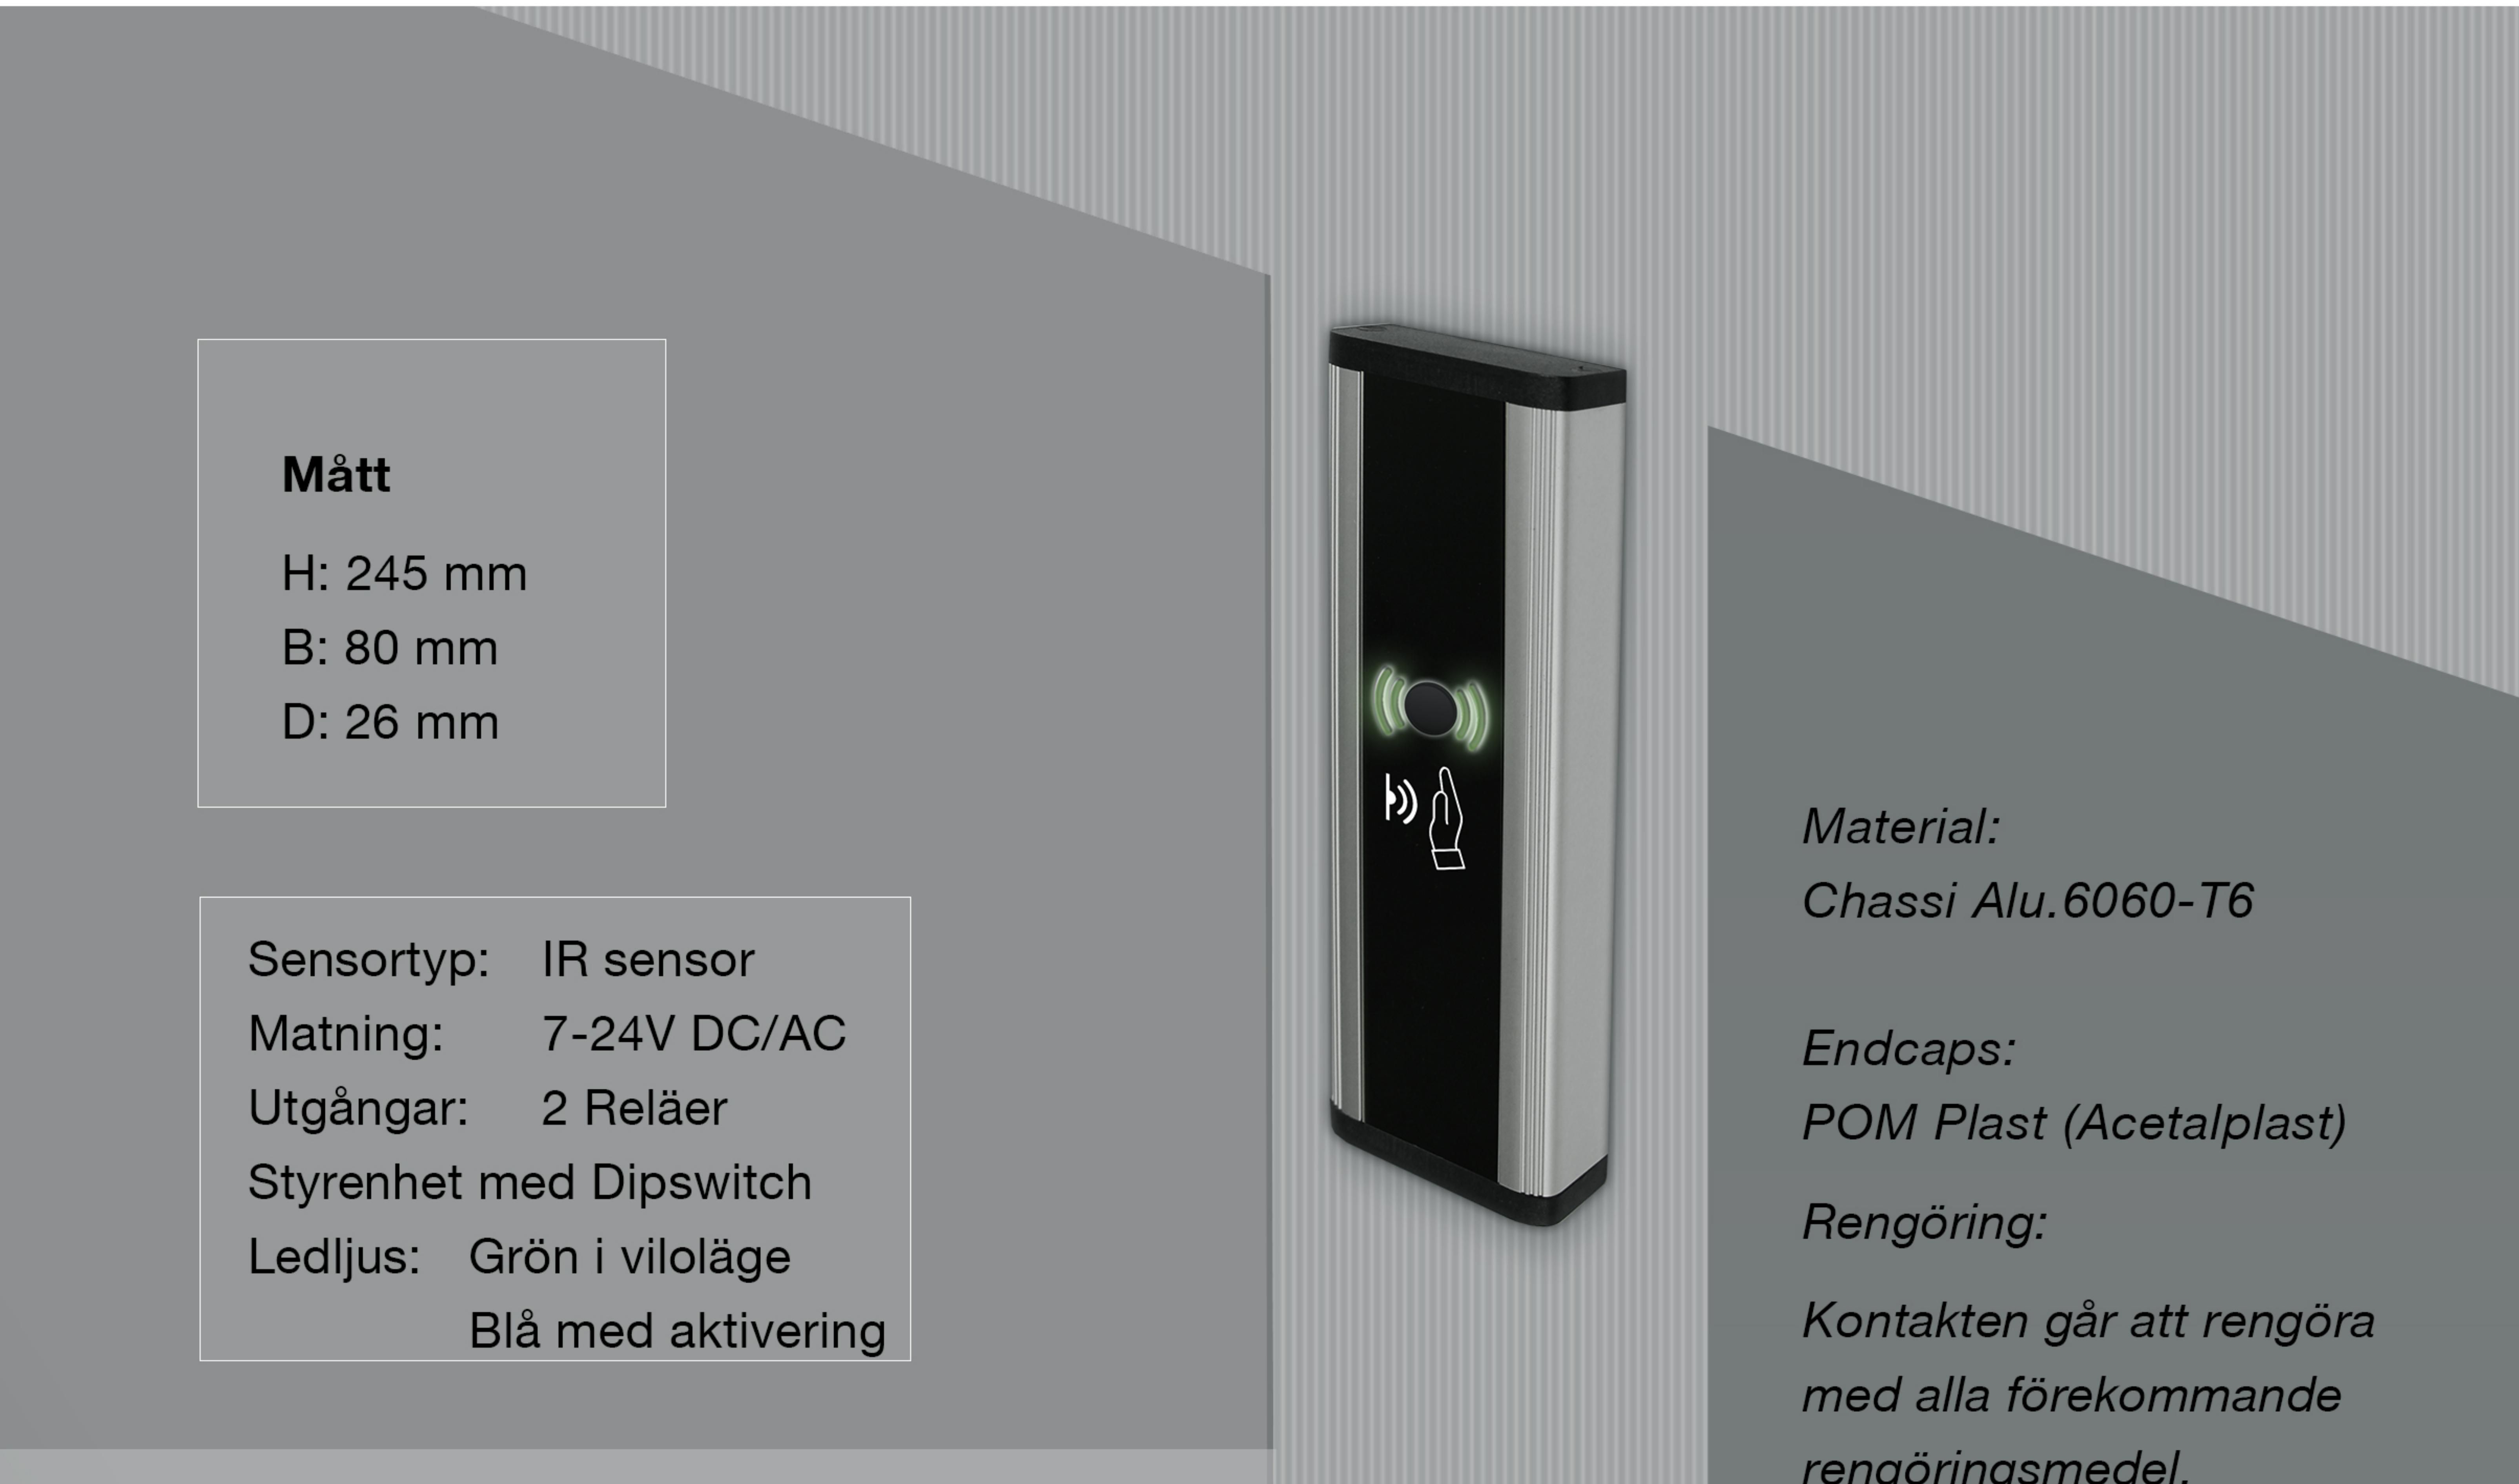 Mått
H: 245 mm
B: 80 mm
D: 26 mm
Sensortyp: IR sensor
Matning: 7-24V DC/AC
Utgångar: 2 Reläer
Styrenhet med Dipswitch
Ledljus: Grön i viloläge
Blå med aktivering
Material:
Chassi Alu.6060-T6
Endcaps:
POM Plast (Acetalplast)
Rengöring:
Kontakten går att rengöra
med alla förekommande
rengöringsmedel.